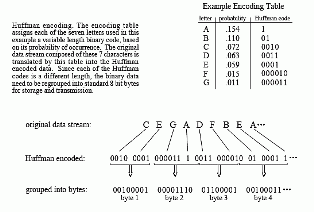 Huffman encoding. The encoding table
assigns each of the seven letters used in this
example a variable length binary code, based
on its probability of occurrence. The original
data stream composed of these 7 characters is
translated by this table into the Huffman
encoded data. Since each of the Huffman
codes is a different length, the binary data
need to be regrouped into standard 8 bit bytes
for storage and transmission.
Example Encoding Table
letter probability Huffman code
A .154 1
B .110 01
C .072 0010
D .063 0011
E .059 0001
F .015 000010
G .011 000011
original data stream: C E G A D F B E A ...
Huffman encoded: 0010 0001 000011 1 0011 000010 01 0001 1 ...
grouped into bytes: 00100001 00001110 01100001 00100011 ...
byte 1 byte 2 byte 3 byte 4